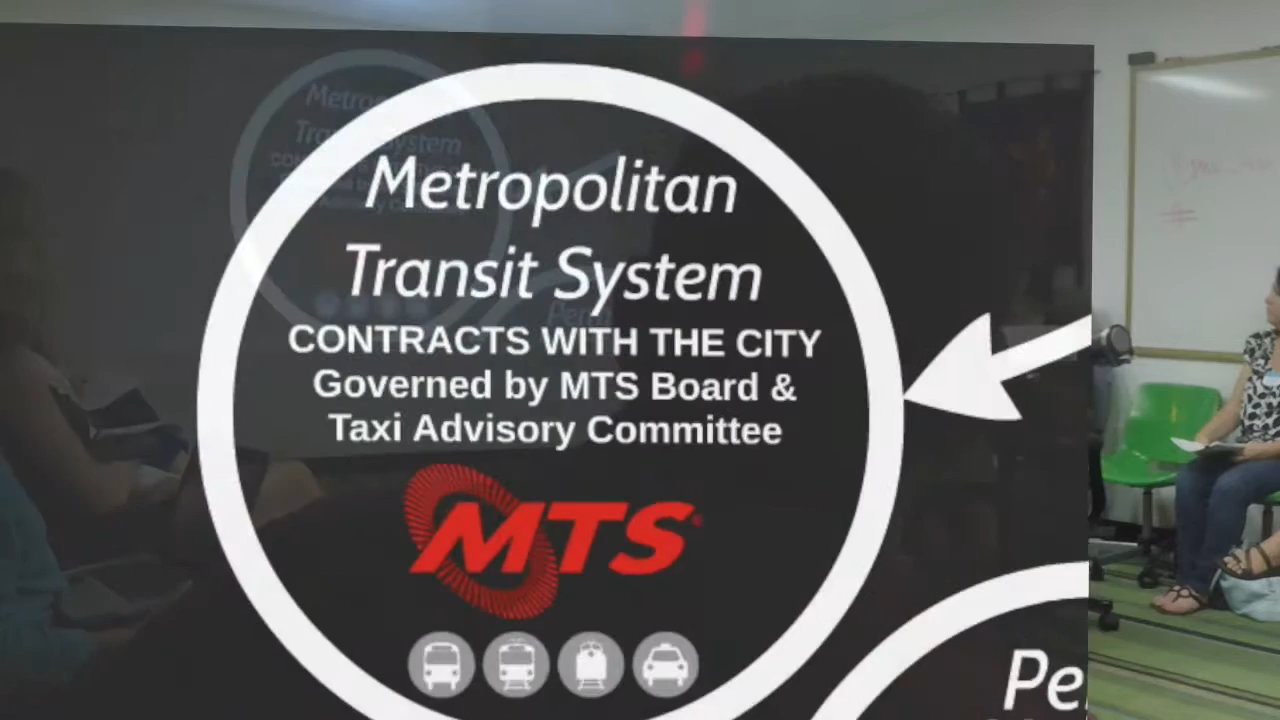 Metropolitan
Transit System
CONTRACTS WITH THE CITY
Governed by MTS Board &
Taxi Advisory Committee
MTS
Pe